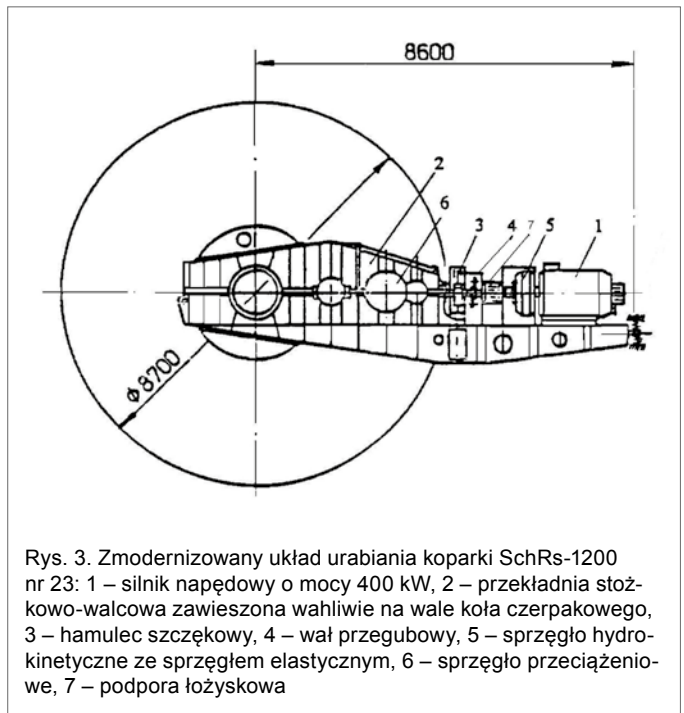 8600
2
6
3
4
7
5
1
Φ8700
Rys. 3. Zmodernizowany układ urabiania koparki SchRs-1200
nr 23: 1 – silnik napędowy o mocy 400 kW, 2 – przekładnia stoż-
kowo-walcowa zawieszona wahliwie na wale koła czerpakowego,
3 – hamulec szczękowy, 4 – wał przegubowy, 5 – sprzęgło hydro-
kinetyczne ze sprzęgłem elastycznym, 6 – sprzęgło przeciążenio-
we, 7 – podpora łożyskowa